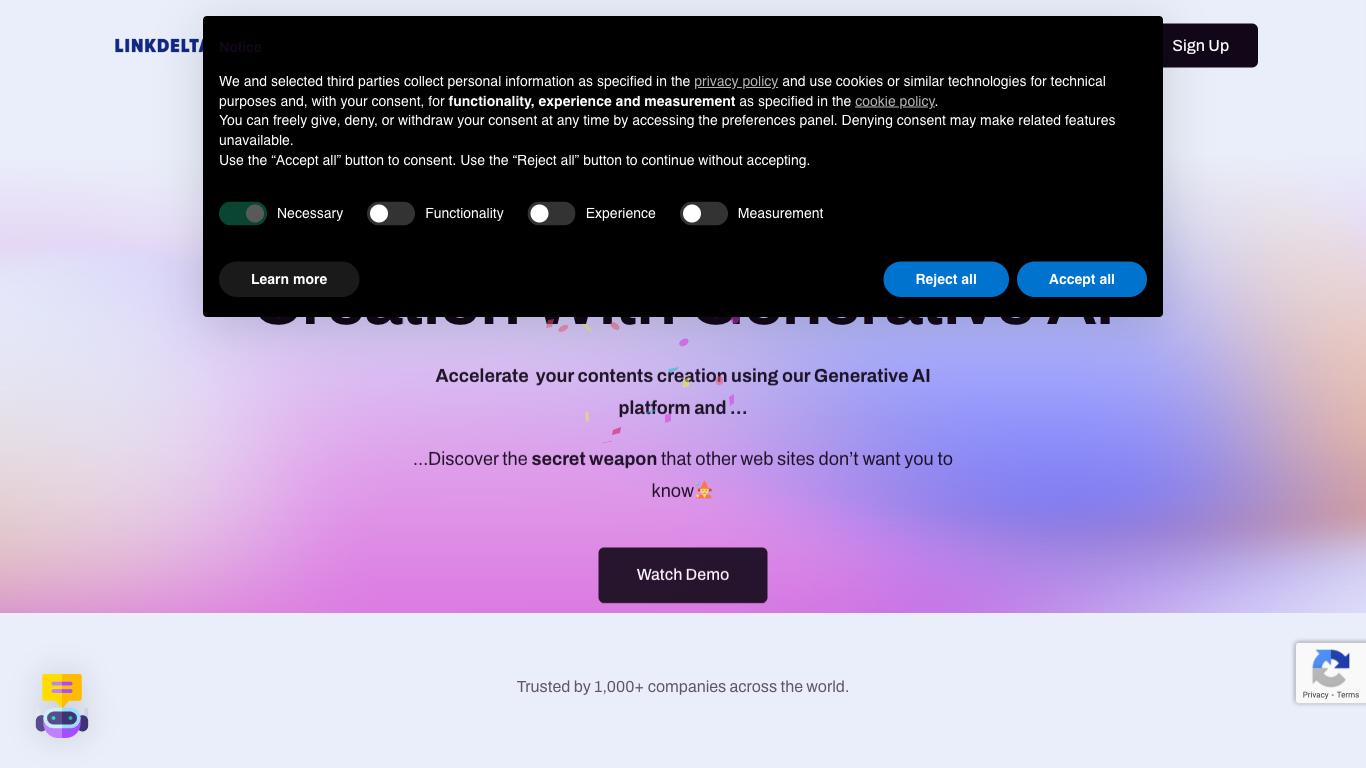 LINKDELTA
Sign Up
Notice
We and selected third parties collect personal information as specified in the privacy policy and use cookies or similar technologies for technical
purposes and, with your consent, for functionality, experience and measurement as specified in the cookie policy.
You can freely give, deny, or withdraw your consent at any time by accessing the preferences panel. Denying consent may make related features
unavailable.
Use the “Accept all” button to consent. Use the “Reject all” button to continue without accepting.
Necessary Functionality Experience Measurement
Learn more Reject all Accept all
Creation with Generative AI
Accelerate your contents creation using our Generative AI
platform and ...
...Discover the secret weapon that other web sites don’t want you to
know
Watch Demo
Trusted by 1,000+ companies across the world.
Privacy - Terms